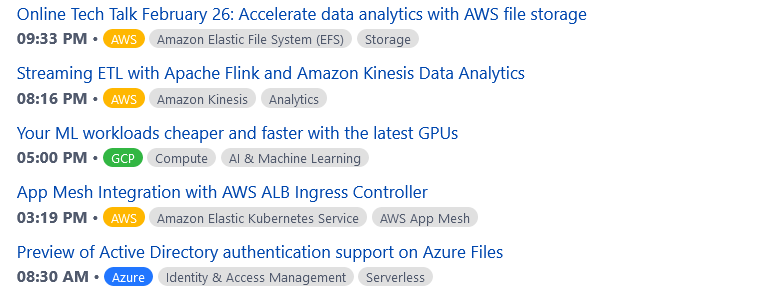 Online Tech Talk February 26: Accelerate data analytics with AWS file storage
09:33 PM • AWS Amazon Elastic File System (EFS) Storage
Streaming ETL with Apache Flink and Amazon Kinesis Data Analytics
08:16 PM • AWS Amazon Kinesis Analytics
Your ML workloads cheaper and faster with the latest GPUs
05:00 PM • GCP Compute AI & Machine Learning
App Mesh Integration with AWS ALB Ingress Controller
03:19 PM • AWS Amazon Elastic Kubernetes Service AWS App Mesh
Preview of Active Directory authentication support on Azure Files
08:30 AM • Azure Identity & Access Management Serverless